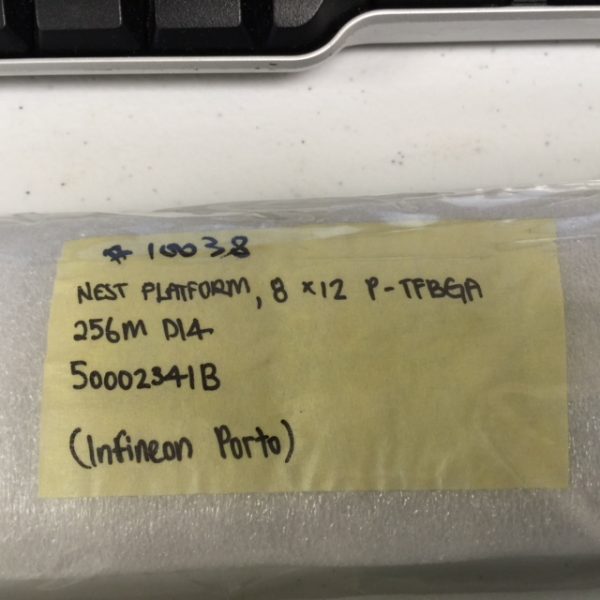 # 10038
NEST PLATFORM, 8 x12 P-TFBGA
256M D14
50002341B
(Infineon Porto)